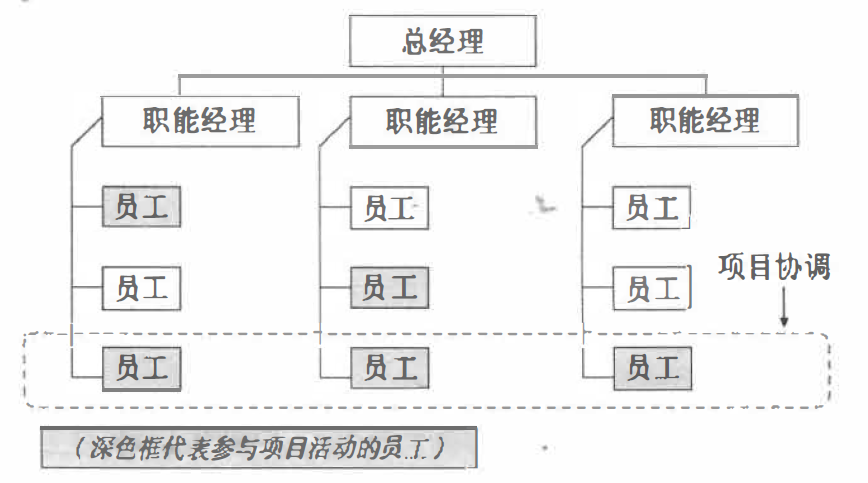 总经理
职能经理 职能经理 职能经理
员工 员工 员工
员工 员工 员工
项目协调
员工 员工 员工
(深色框代表参与项目活动的员工)